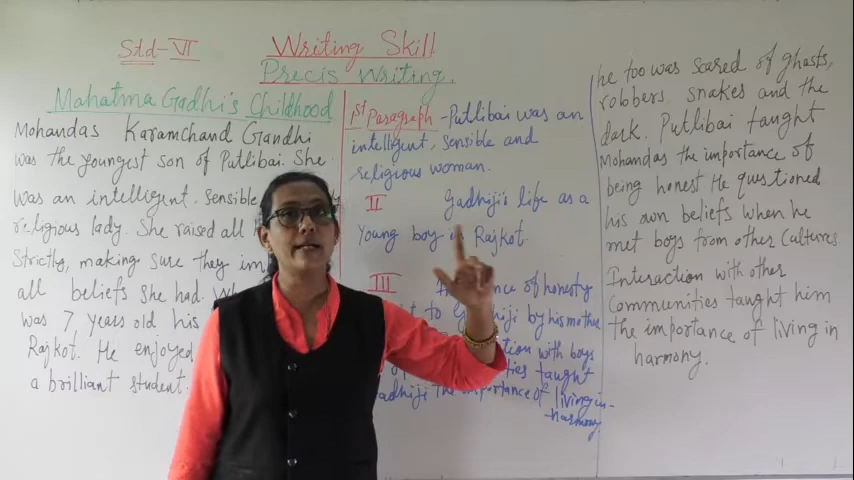 Std-VI
Writing Skill
Precis Writing.
Mahatma Gadhi's Childhood
Mohandas Karamchand Gandhi
was the youngest son of Putlibai. She
was an intelligent. Sensible
religious lady. She raised all
Strictly, making sure they
all beliefs she had.
was 7 years old his
Rajkot. He enjoyed
a brilliant student.
1st Paragraph - Putlibai was an
intelligent, sensible and
religious woman.
II Gadhiji's life as a
Young boy in Rajkot.
III of honesty
to Gadhiji by his mother
with boys
taught
Gadhiji the importance of living in-
harmony.
he too was scared of ghasts,
robbers, snakes and the
dark. Putlibai taught
Mohandas the importance of
being honest He questioned
his own beliefs when he
met boys from other Cultures
Interaction with other
Communities taught him
the importance of living in
harmony.